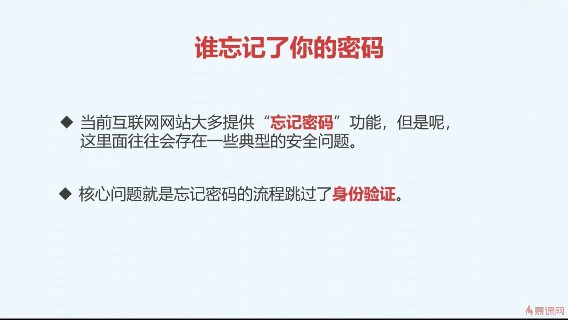 谁忘记了你的密码
◆ 当前互联网网站大多提供“忘记密码”功能，但是呢，
这里面往往会存在一些典型的安全问题。
◆ 核心问题就是忘记密码的流程跳过了身份验证。
慕课网